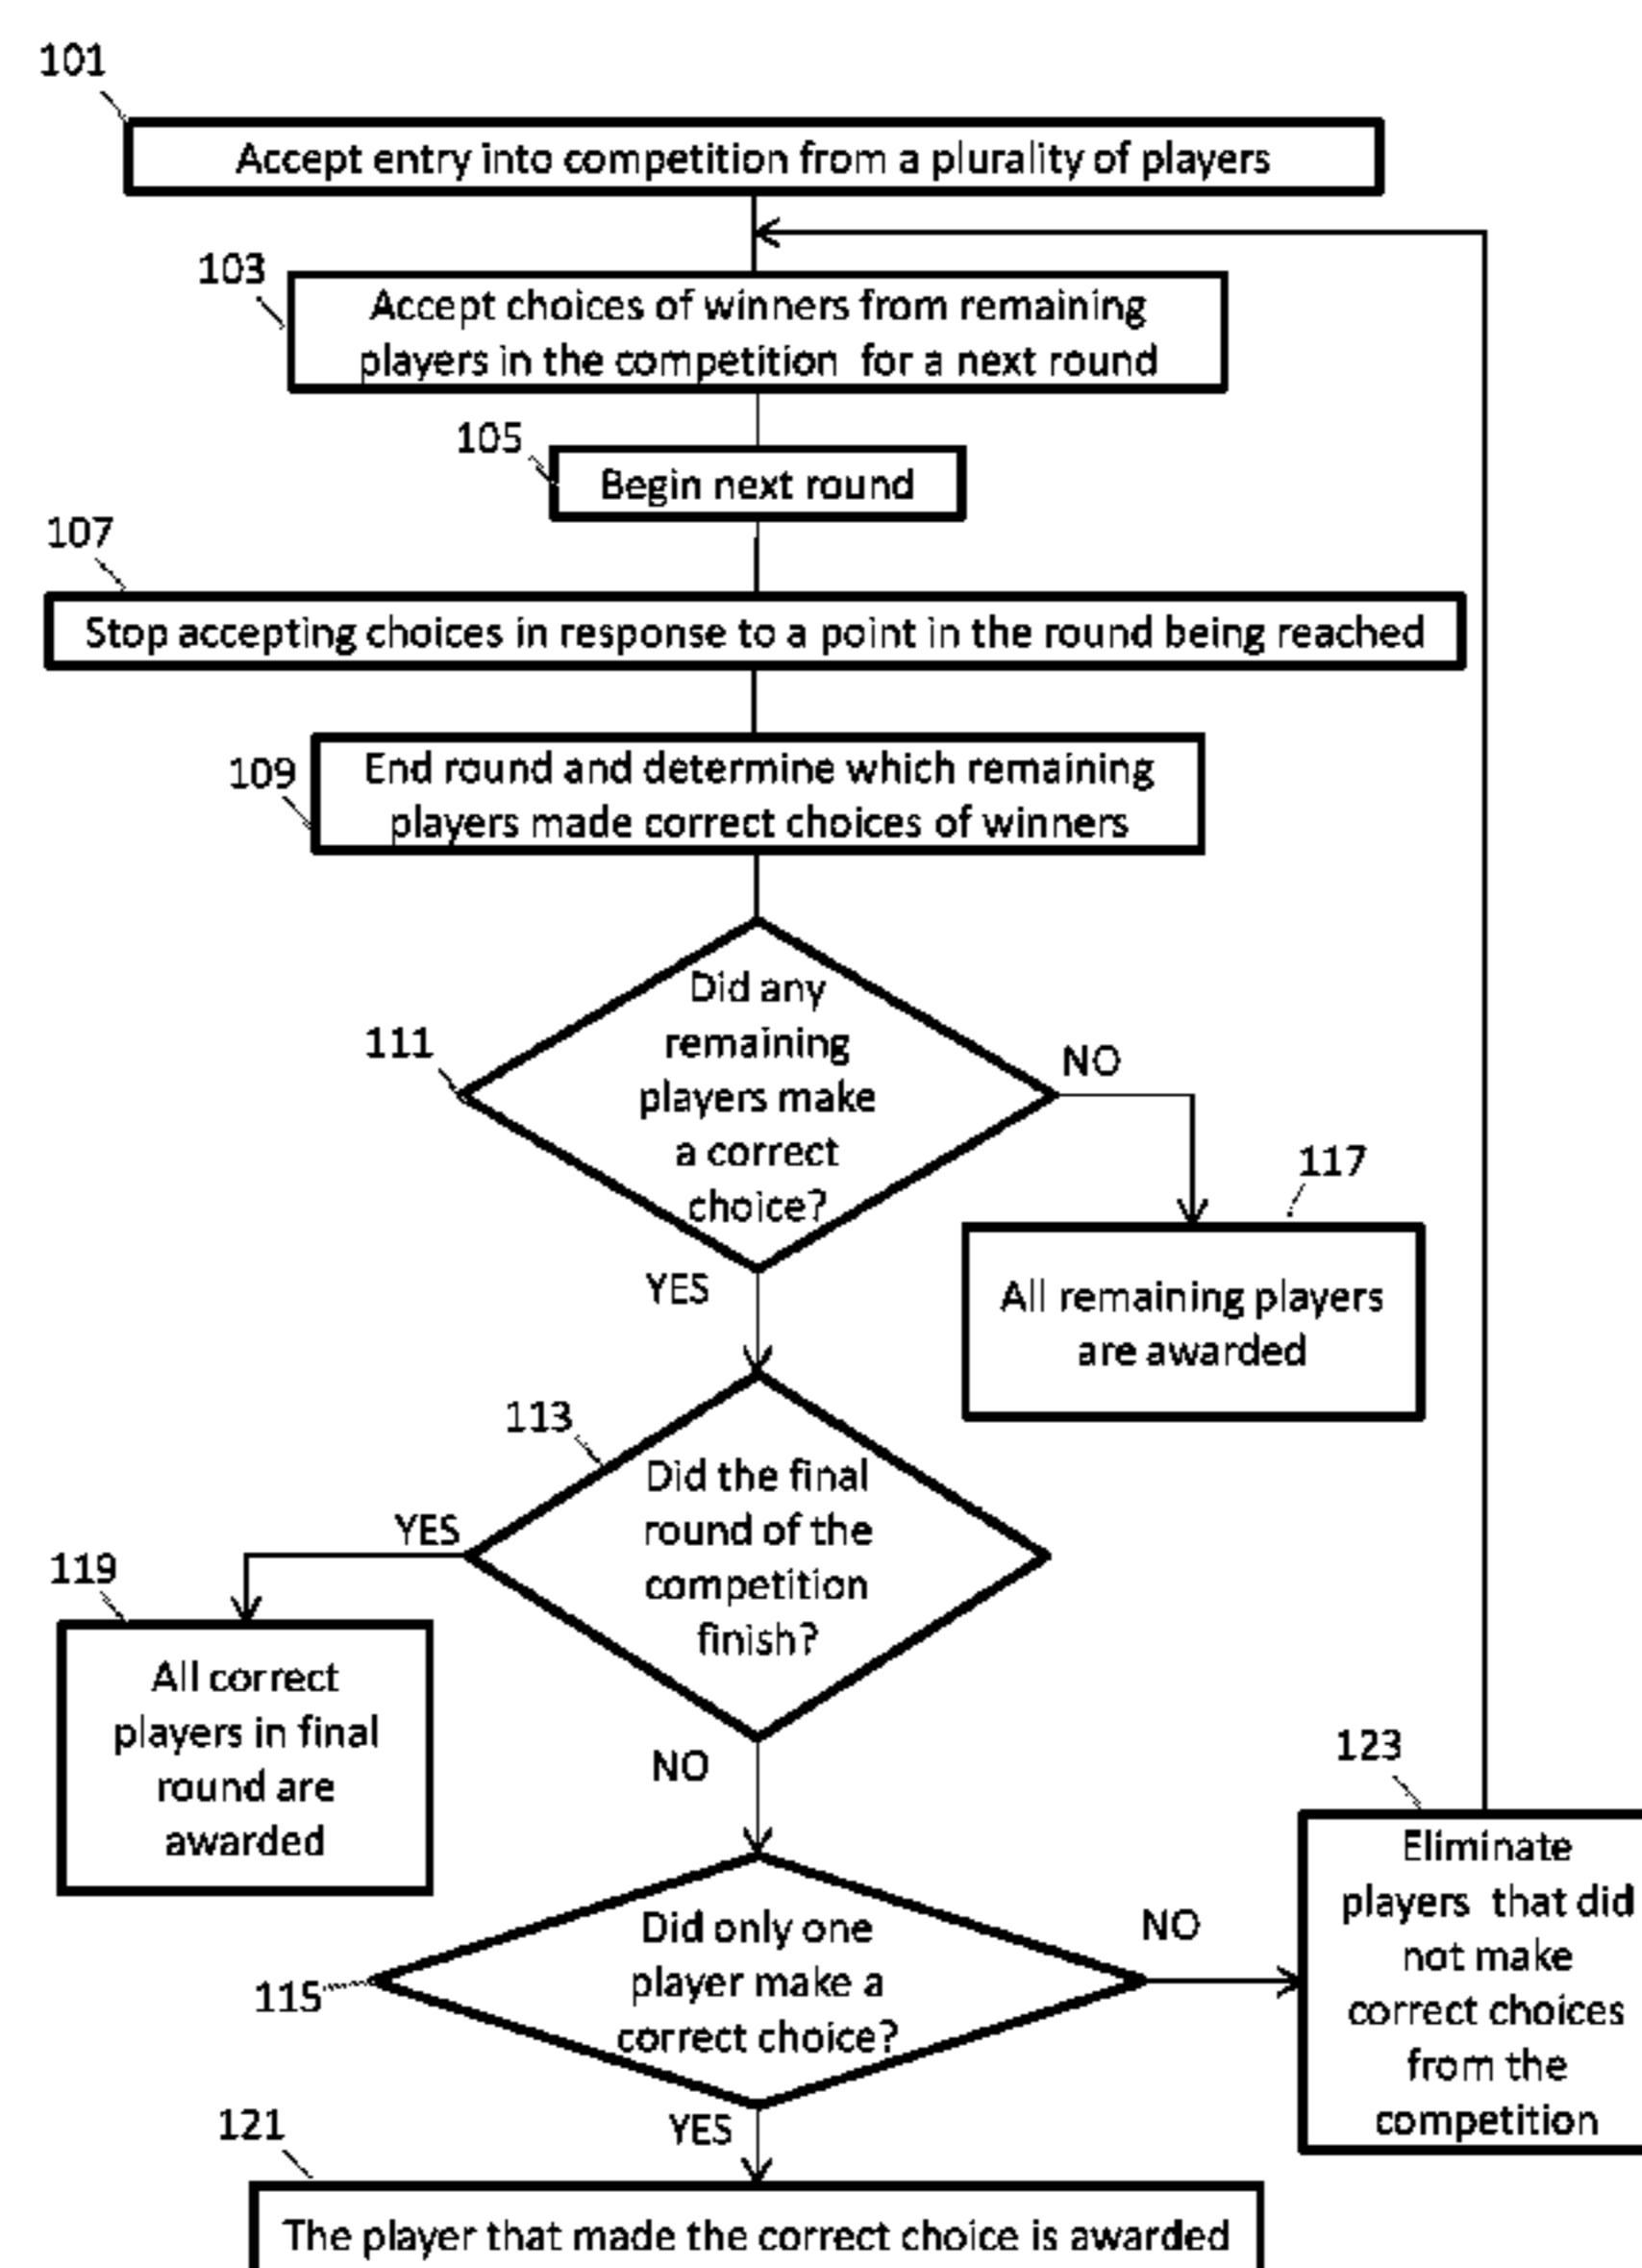 101
Accept entry into competition from a plurality of players
103
Accept choices of winners from remaining
players in the competition for a next round
105
Begin next round
107
Stop accepting choices in response to a point in the round being reached
109
End round and determine which remaining
players made correct choices of winners
111
Did any
remaining
players make
a correct
choice?
NO
YES
117
All remaining players
are awarded
113
Did the final
round of the
competition
finish?
YES
NO
119
All correct
players in final
round are
awarded
115
Did only one
player make a
correct choice?
NO
YES
123
Eliminate
players that did
not make
correct choices
from the
competition
121
The player that made the correct choice is awarded